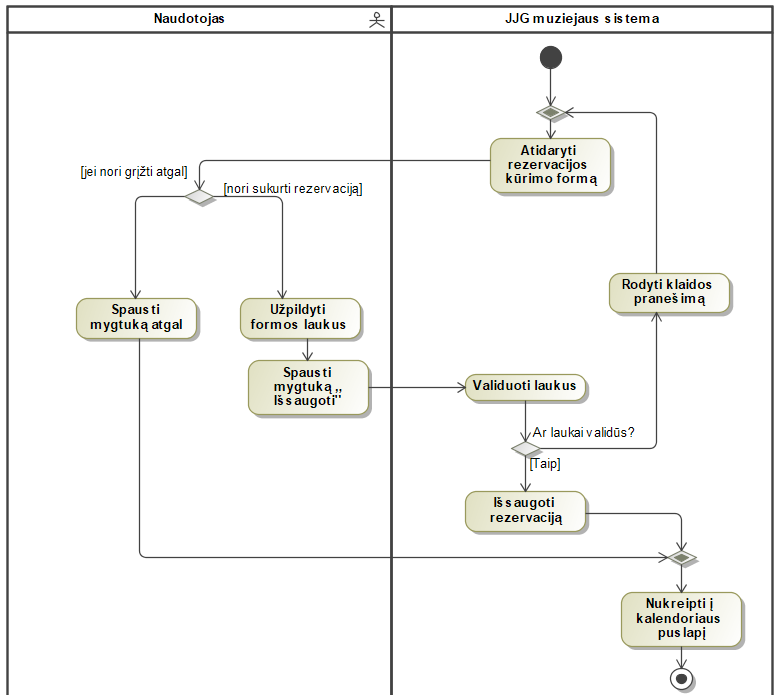 Naudotojas
JJG muziejaus sistema
Atidaryti
rezervacijos
kūrimo formą
[jei nori grįžti atgal]
[nori sukurti rezervaciją]
Rodyti klaidos
pranešimą
Spausti
mygtuką atgal
Užpildyti
formos laukus
Spausti
mygtuką „
Išsaugoti"
Validuoti laukus
Ar laukai validūs?
[Taip]
Išsaugoti
rezervaciją
Nukreipti į
kalendoriaus
puslapį